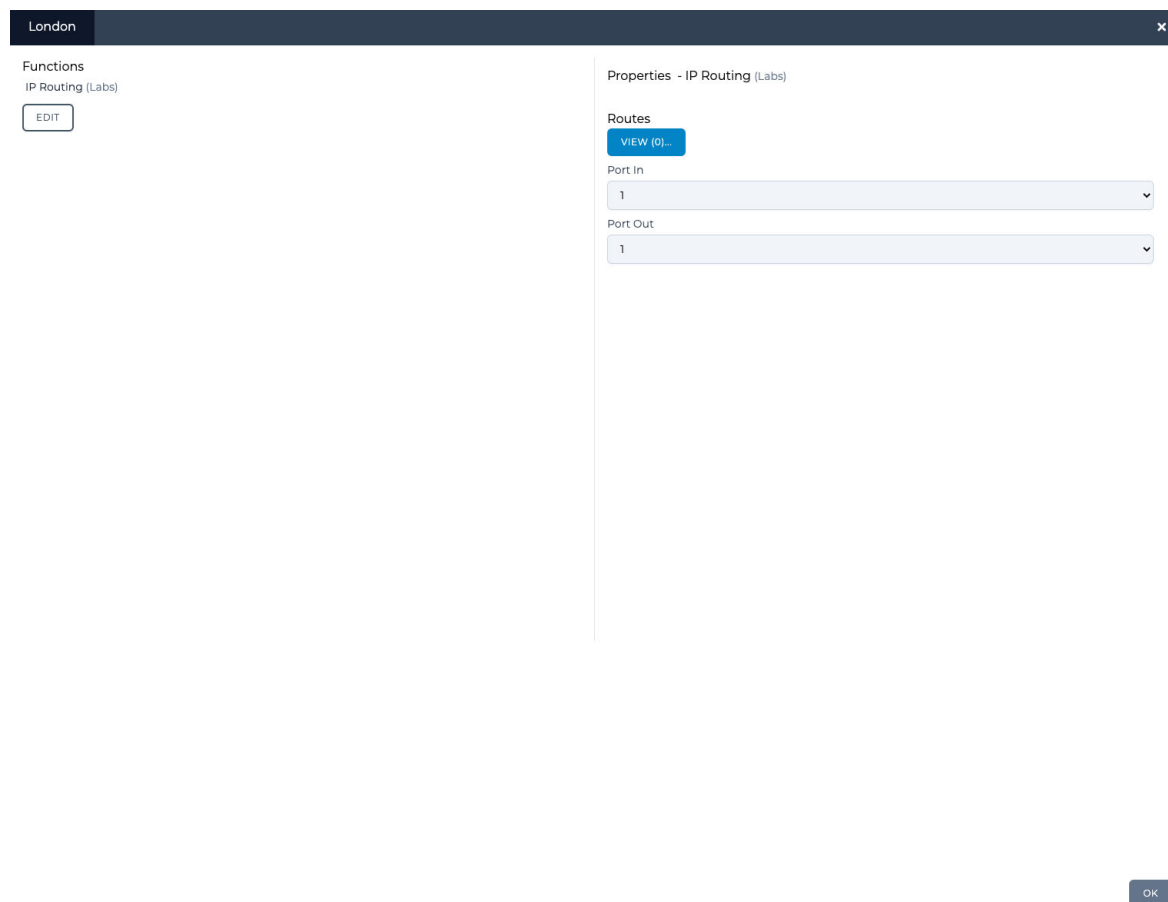 London
Functions
IP Routing (Labs)
EDIT
Properties - IP Routing (Labs)
Routes
VIEW (0)...
Port In
1
Port Out
1
OK